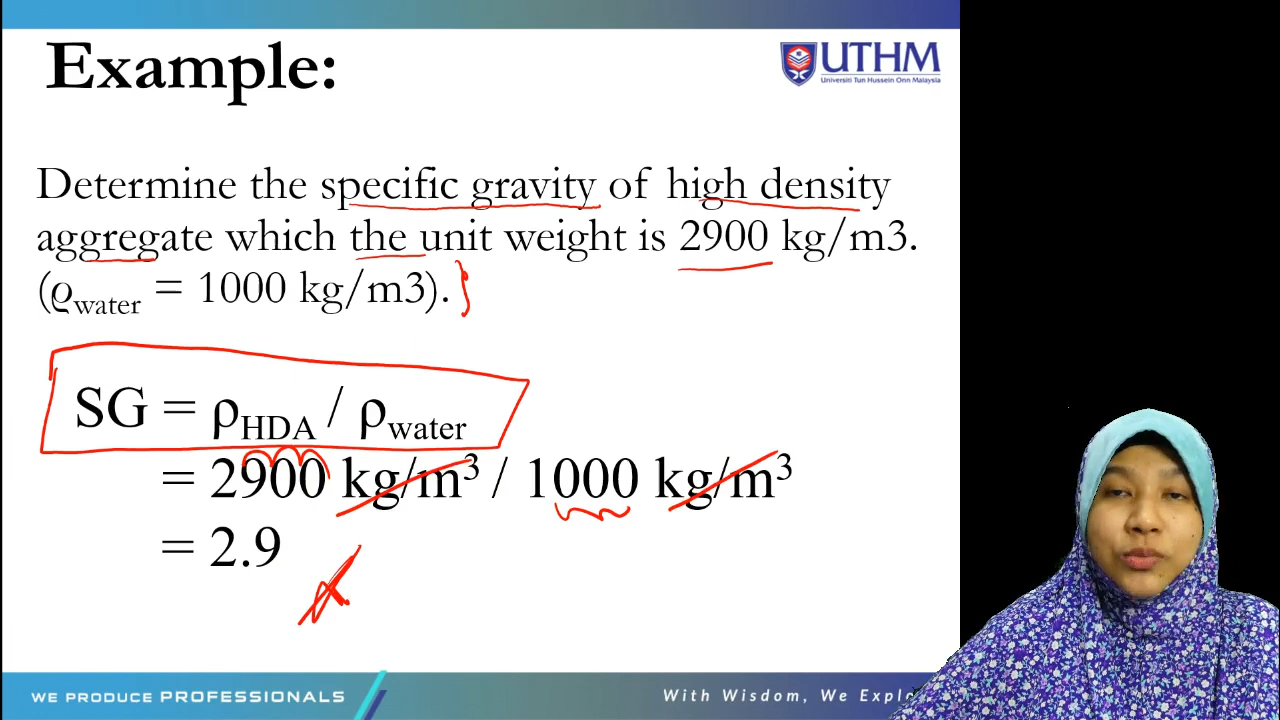 Example:
UTHM
Universiti Tun Hussein Onn Malaysia
Determine the specific gravity of high density
aggregate which the unit weight is 2900 kg/m3.
(ρwater = 1000 kg/m3).
SG = ρHDA / ρwater
= 2900 kg/m³ / 1000 kg/m³
= 2.9
WE PRODUCE PROFESSIONALS
With Wisdom, We Explo